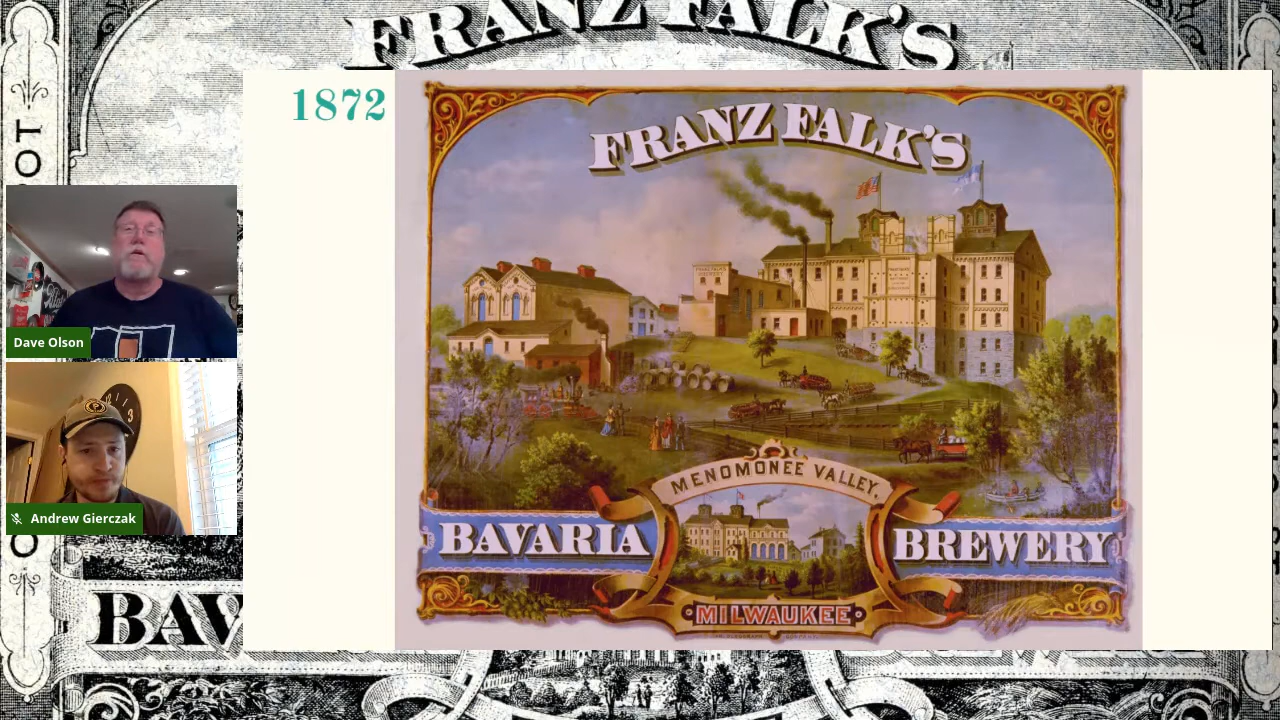 FRANZ FALK'S
1872
FRANZ FALK'S
Dave Olson
Andrew Gierczak
MENOMONEE VALLEY.
BAVARIA BREWERY
MILWAUKEE
BAV